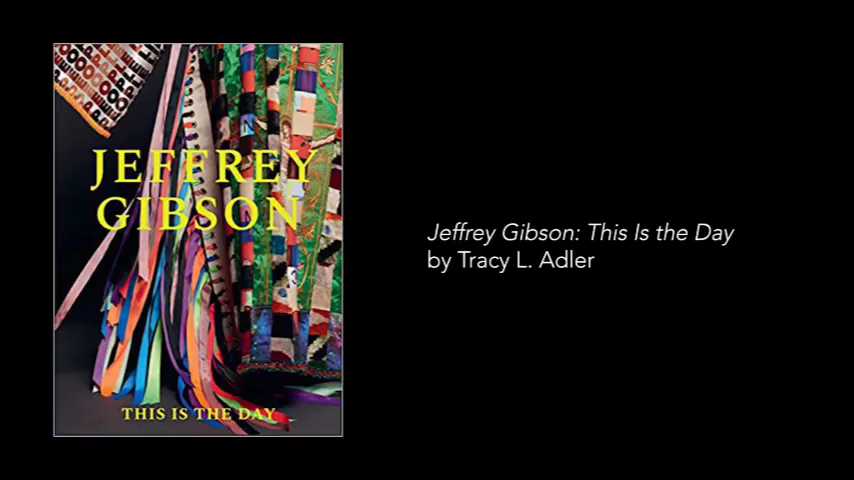 JEFFREY
GIBSON
THIS IS THE DAY
Jeffrey Gibson: This Is the Day
by Tracy L. Adler